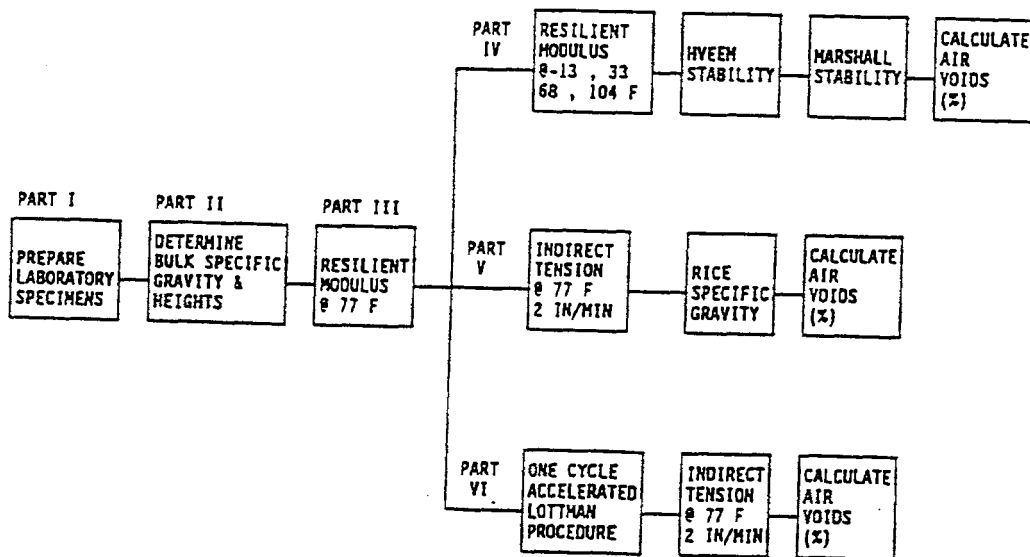 PART IV
RESILIENT
MODULUS
@-13 , 33
68 , 104 F
HVEEM
STABILITY
MARSHALL
STABILITY
CALCULATE
AIR
VOIDS
(%)
PART I
PREPARE
LABORATORY
SPECIMENS
PART II
DETERMINE
BULK SPECIFIC
GRAVITY &
HEIGHTS
PART III
RESILIENT
MODULUS
@ 77 F
PART
V
INDIRECT
TENSION
@ 77 F
2 IN/MIN
RICE
SPECIFIC
GRAVITY
CALCULATE
AIR
VOIDS
(%)
PART
VI
ONE CYCLE
ACCELERATED
LOTTMAN
PROCEDURE
INDIRECT
TENSION
@ 77 F
2 IN/MIN
CALCULATE
AIR
VOIDS
(%)